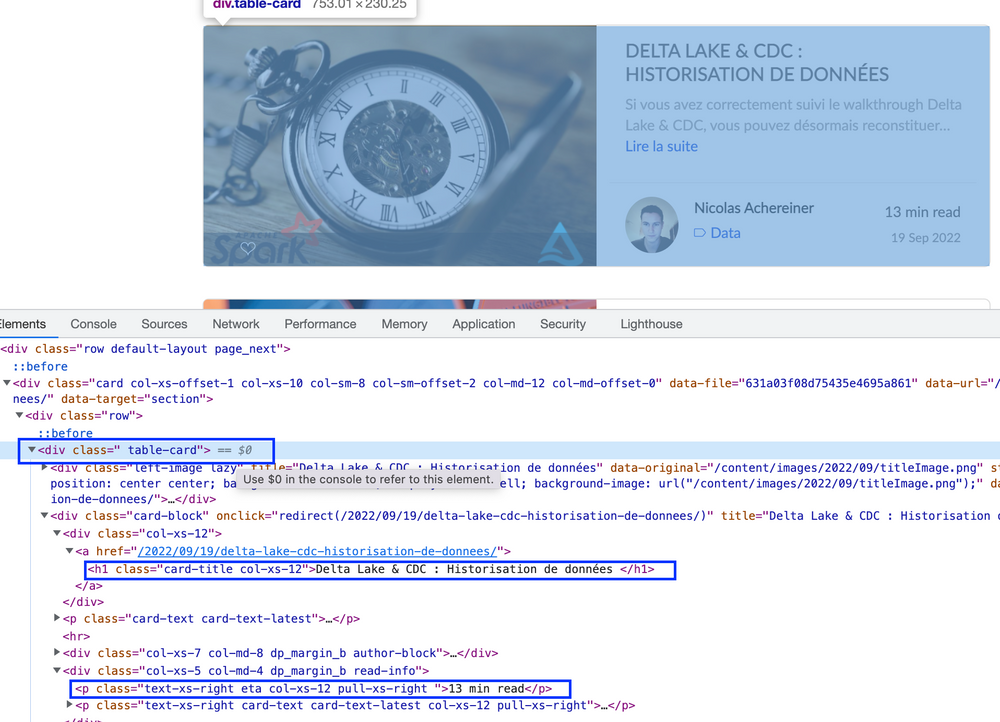 div.table-card 753.01 × 230.25
DELTA LAKE & CDC :
HISTORISATION DE DONNÉES
Si vous avez correctement suivi le walkthrough Delta
Lake & CDC, vous pouvez désormais reconstituer...
Lire la suite
Nicolas Achereiner
13 min read
Data
19 Sep 2022
APACHE
Spark
Elements Console Sources Network Performance Memory Application Security Lighthouse
<div class="row default-layout page_next">
::before
<div class="card col-xs-offset-1 col-xs-10 col-sm-8 col-sm-offset-2 col-md-12 col-md-offset-0" data-file="631a03f08d75435e4695a861" data-url="/
nees/" data-target="section">
<div class="row">
::before
<div class=" table-card"> == $0
<div class="left-image lazy" title="Delta Lake & CDC : Historisation de données" data-original="/content/images/2022/09/titleImage.png" st
position: center center; ell; background-image: url("/content/images/2022/09/titleImage.png");" da
Use $0 in the console to refer to this element.
ion-de-donnees/">…</div>
<div class="card-block" onclick="redirect(/2022/09/19/delta-lake-cdc-historisation-de-donnees/)" title="Delta Lake & CDC : Historisation d
<div class="col-xs-12">
<a href="/2022/09/19/delta-lake-cdc-historisation-de-donnees/">
<h1 class="card-title col-xs-12">Delta Lake & CDC : Historisation de données </h1>
</a>
</div>
<p class="card-text card-text-latest">…</p>
<hr>
<div class="col-xs-7 col-md-8 dp_margin_b author-block">…</div>
<div class="col-xs-5 col-md-4 dp_margin_b read-info">
<p class="text-xs-right eta col-xs-12 pull-xs-right ">13 min read</p>
<p class="text-xs-right card-text card-text-latest col-xs-12 pull-xs-right">…</p>
</div>